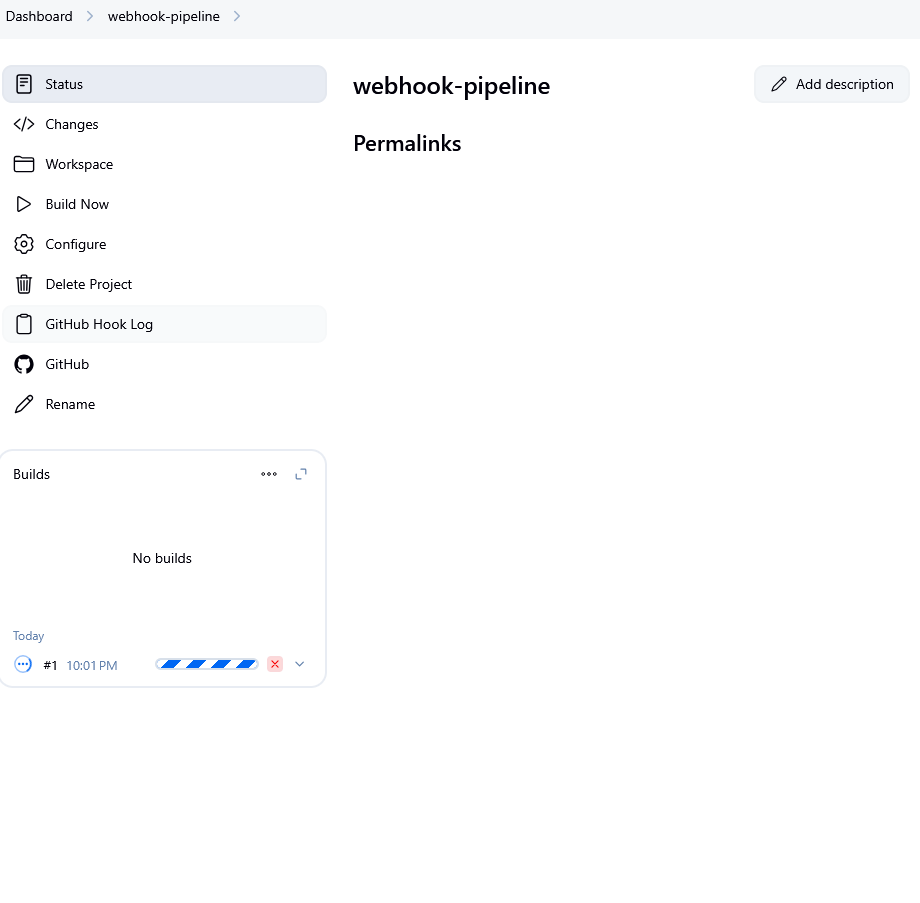 Dashboard
webhook-pipeline
Status
Changes
Workspace
Build Now
Configure
Delete Project
GitHub Hook Log
GitHub
Rename
Builds
No builds
Today
#1 10:01 PM
webhook-pipeline
Add description
Permalinks